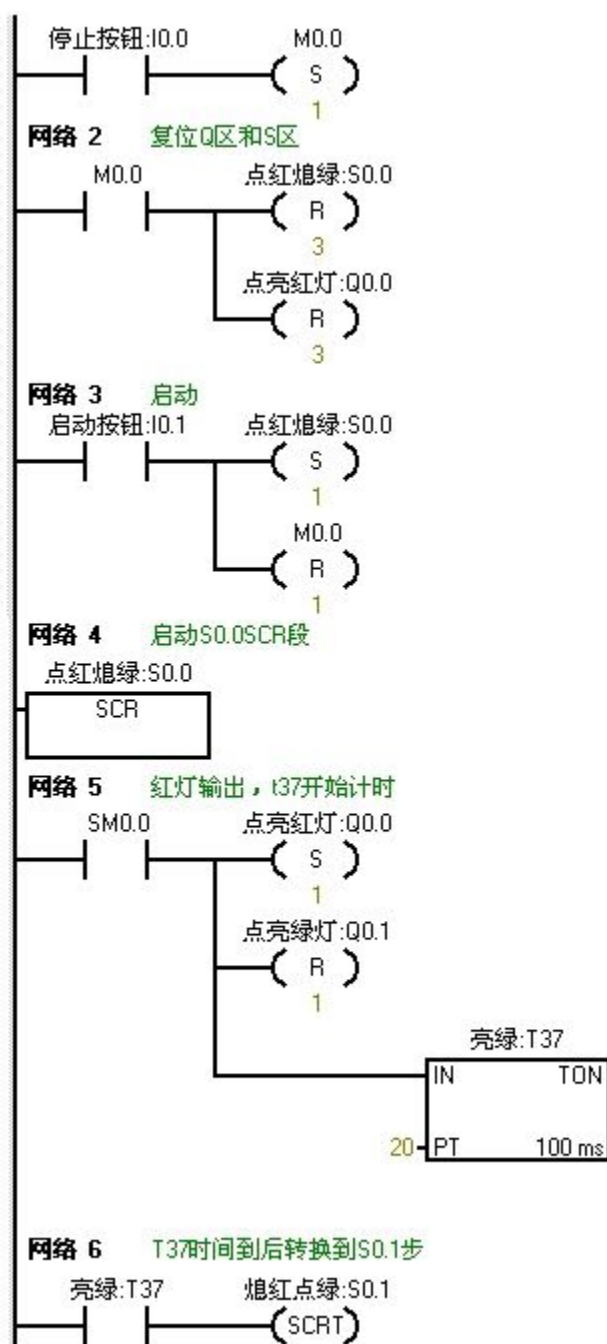 停止按钮:I0.0 M0.0
S
1
网络 2 复位Q区和S区
M0.0 点红熄绿:S0.0
R
3
点亮红灯:Q0.0
R
3
网络 3 启动
启动按钮:I0.1 点红熄绿:S0.0
S
1
M0.0
R
1
网络 4 启动S0.0SCR段
点红熄绿:S0.0
SCR
网络 5 红灯输出，t37开始计时
SM0.0 点亮红灯:Q0.0
S
1
点亮绿灯:Q0.1
R
1
亮绿:T37
IN TON
20 PT 100 ms
网络 6 T37时间到后转换到S0.1步
亮绿:T37 熄红点绿:S0.1
SCRT